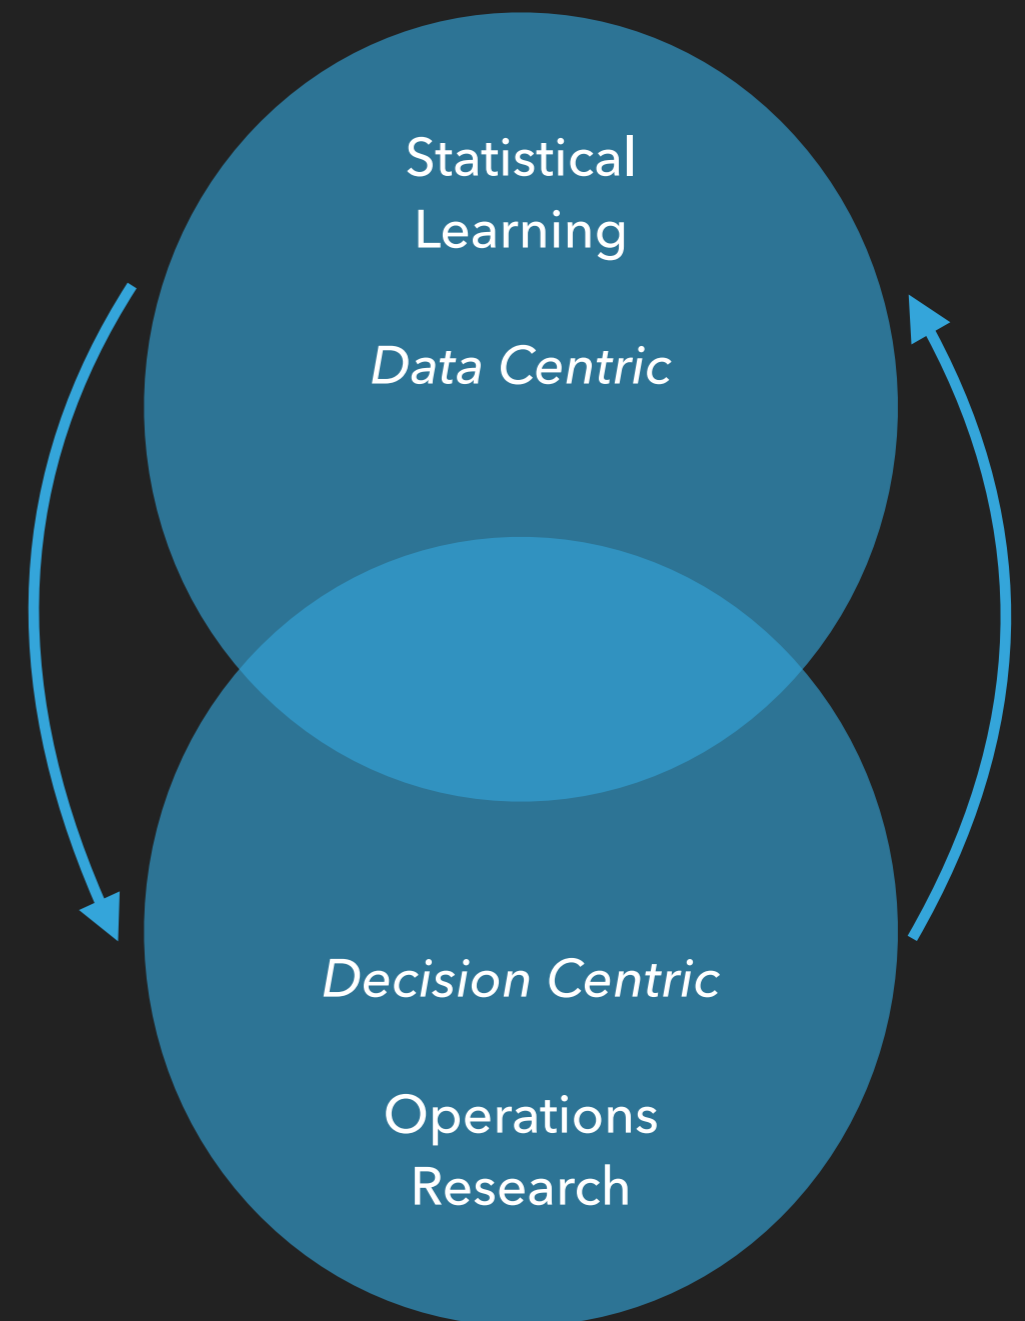 Statistical
Learning
Data Centric
Decision Centric
Operations
Research